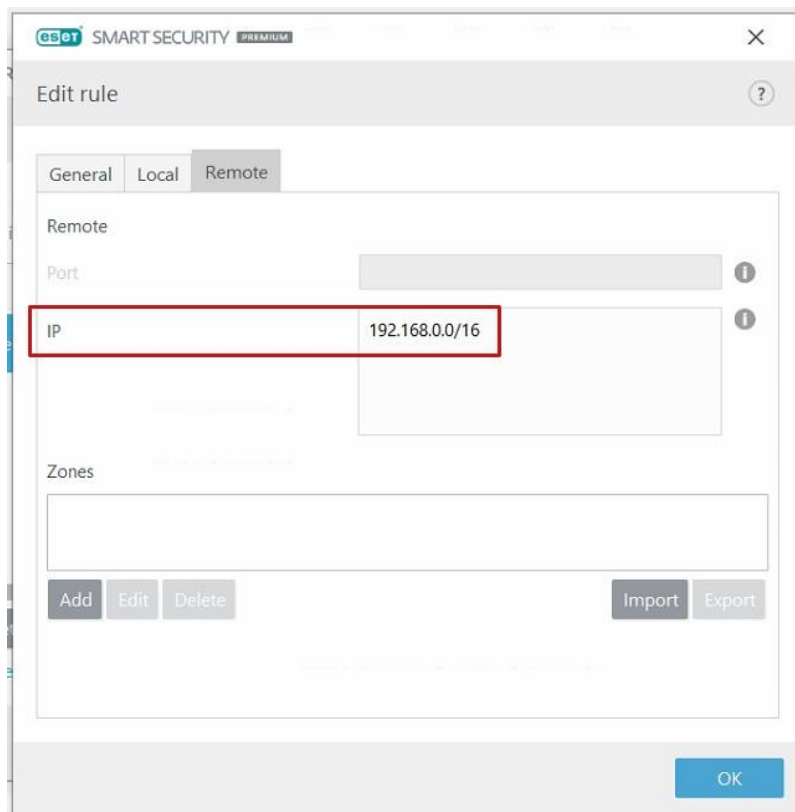 eset SMART SECURITY PREMIUM
Edit rule
?
General Local Remote
Remote
Port
IP 192.168.0.0/16
Zones
Add Edit Delete Import Export
OK